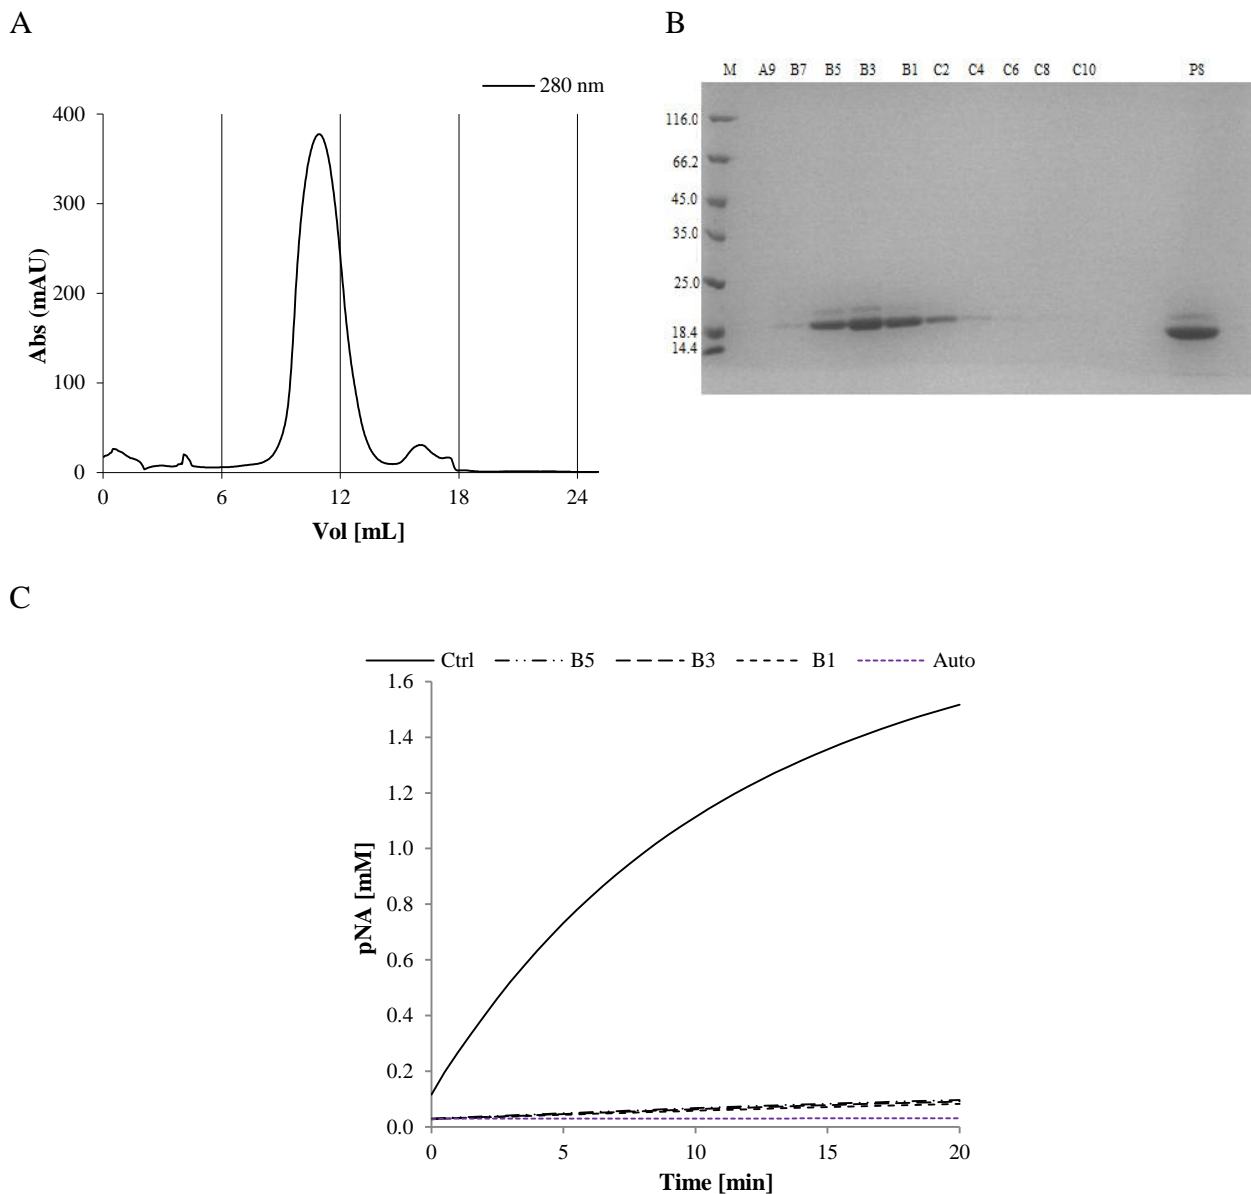 A
280 nm
400
300
200
100
0
Abs (mAU)
0 6 12 18 24
Vol [mL]
B
M A9 B7 B5 B3 B1 C2 C4 C6 C8 C10 PS
116.0
66.2
45.0
35.0
25.0
18.4
14.4
C
Ctrl B5 B3 B1 Auto
1.6
1.4
1.2
1.0
0.8
0.6
0.4
0.2
0.0
pNA [mM]
0 5 10 15 20
Time [min]